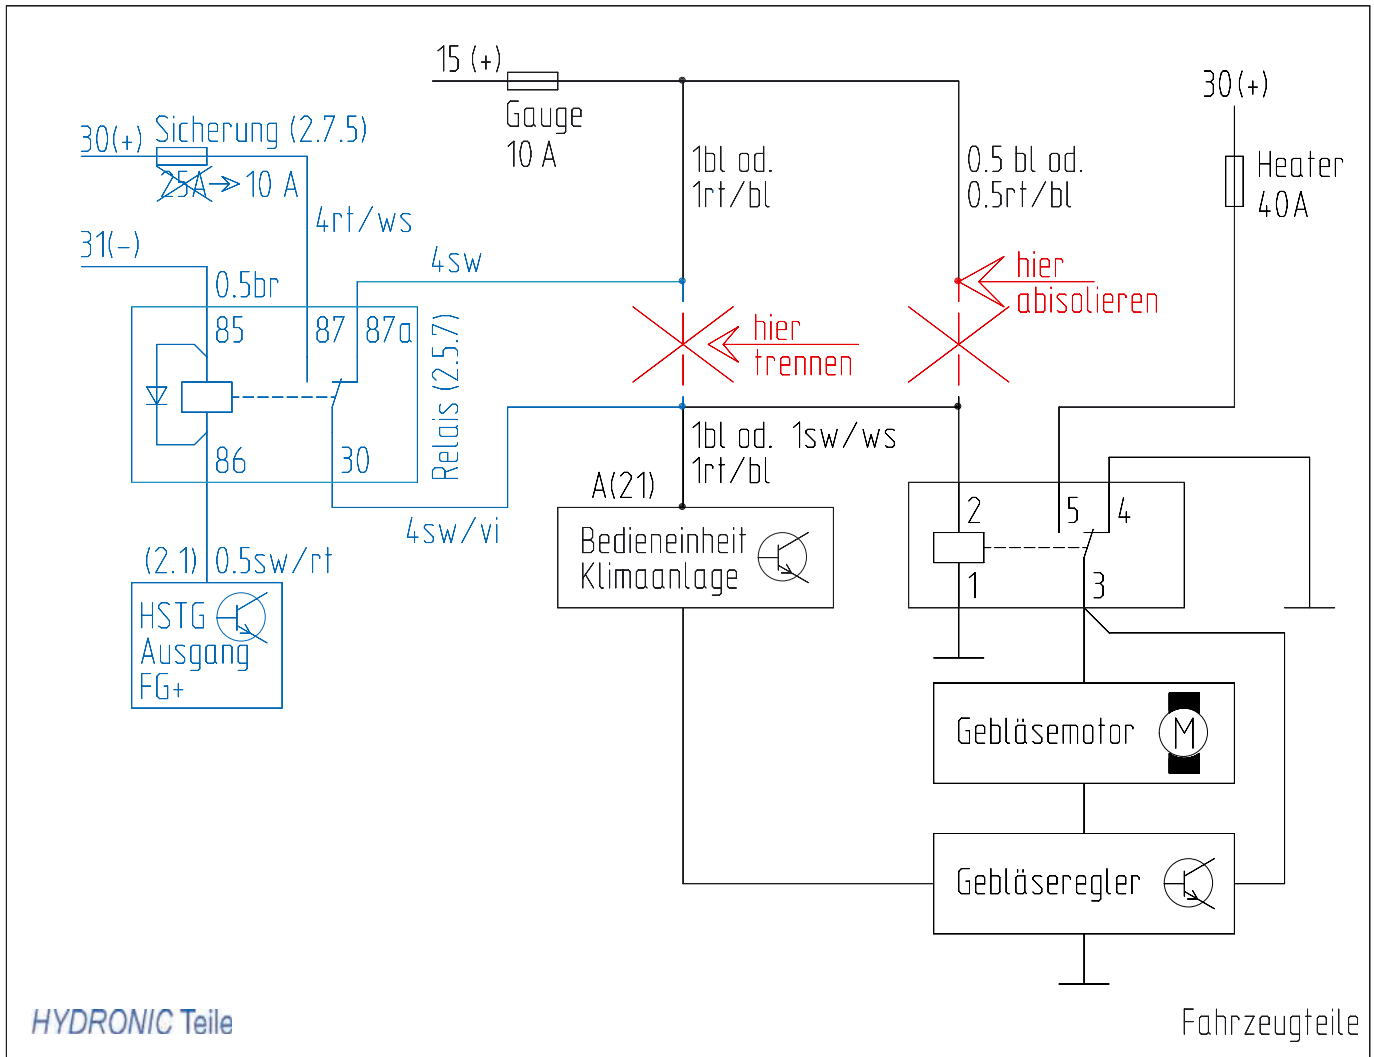 15 (+)
Gauge
10 A
30(+)
Heater
40A
30(+)
Sicherung (2.7.5)
25A → 10 A
4rt/ws
31(-)
0.5br
4sw
1bl od.
1rt/bl
0.5 bl od.
0.5rt/bl
hier
abisolieren
hier
trennen
85
87
87a
86
30
Relais (2.5.7)
4sw/vi
1bl od. 1sw/ws
1rt/bl
A(21)
Bedieneinheit
Klimaanlage
2
5
4
1
3
(2.1) 0.5sw/rt
HSTG
Ausgang
FG+
Gebläsemotor
M
Gebläseregler
HYDRONIC Teile
Fahrzeugteile